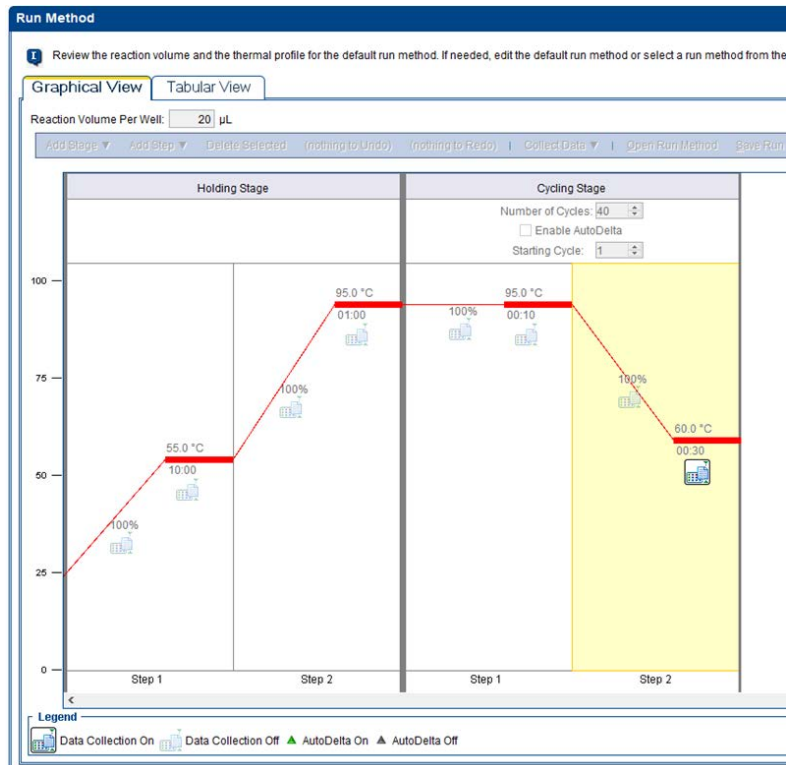 Run Method
Review the reaction volume and the thermal profile for the default run method. If needed, edit the default run method or select a run method from the
Graphical View Tabular View
Reaction Volume Per Well: 20 µL
Add Stage ▼ Add Step ▼ Delete Selected (nothing to Undo) (nothing to Redo) | Collect Data ▼ | Open Run Method Save Run
Holding Stage Cycling Stage
Number of Cycles: 40
Enable AutoDelta
Starting Cycle: 1
100
95.0 °C 95.0 °C
01:00 100% 00:10
75
100% 100%
55.0 °C 60.0 °C
10:00 00:30
50
100%
25
0
Step 1 Step 2 Step 1 Step 2
<
Legend
Data Collection On Data Collection Off AutoDelta On AutoDelta Off